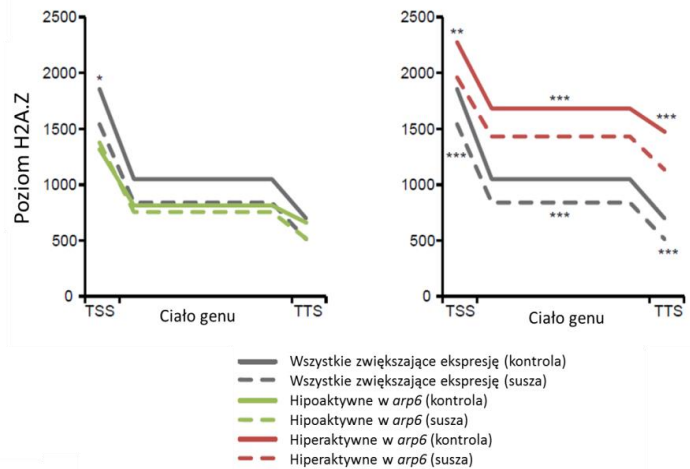 Poziom H2A.Z
2500
2000
1500
1000
500
0
*
TSS
Ciało genu
TTS
2500
2000
1500
1000
500
0
**
***
***
***
***
***
TSS
Ciało genu
TTS
Wszystkie zwiększające ekspresję (kontrola)
Wszystkie zwiększające ekspresję (susza)
Hipoaktywne w arp6 (kontrola)
Hipoaktywne w arp6 (susza)
Hiperaktywne w arp6 (kontrola)
Hiperaktywne w arp6 (susza)